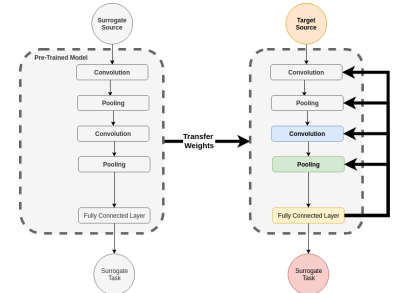 Surrogate
Source
Pre-Trained Model
Convolution
Pooling
Convolution
Pooling
Fully Connected Layer
Surrogate
Task
Transfer
Weights
Target
Source
Convolution
Pooling
Convolution
Pooling
Fully Connected Layer
Surrogate
Task